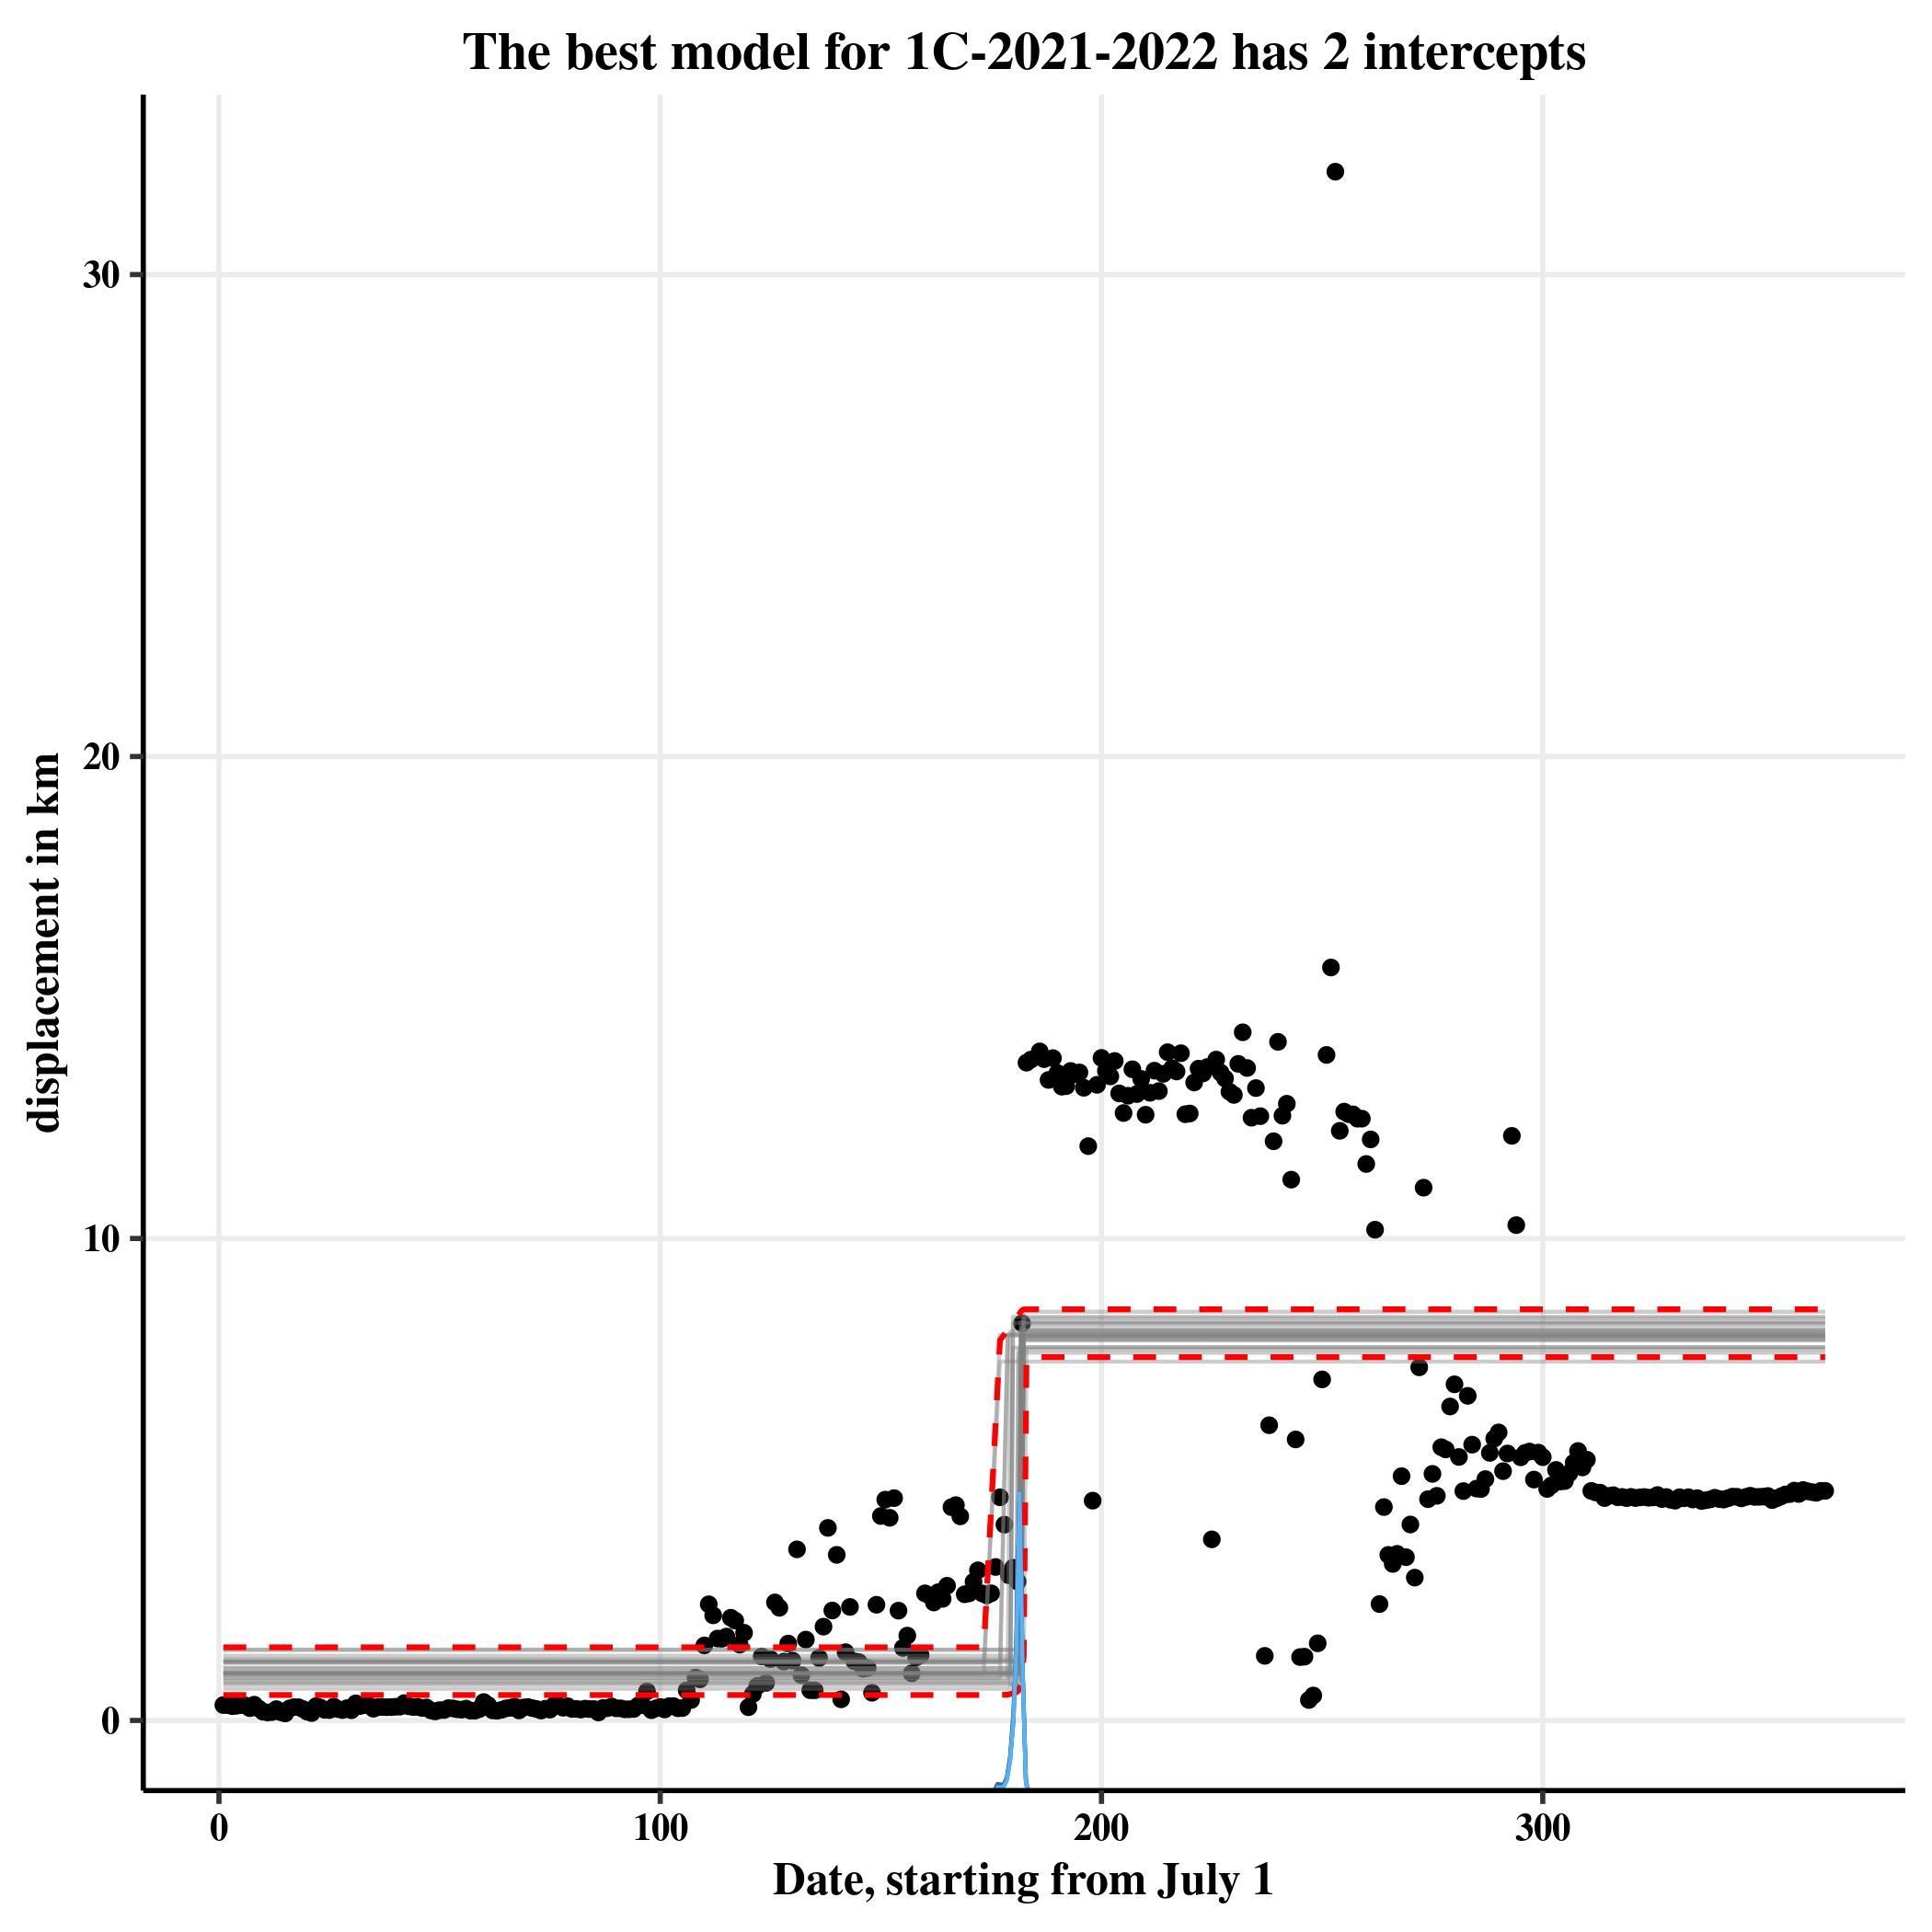 The best model for 1C-2021-2022 has 2 intercepts
displacement in km
30
20
10
0
0 100 200 300
Date, starting from July 1